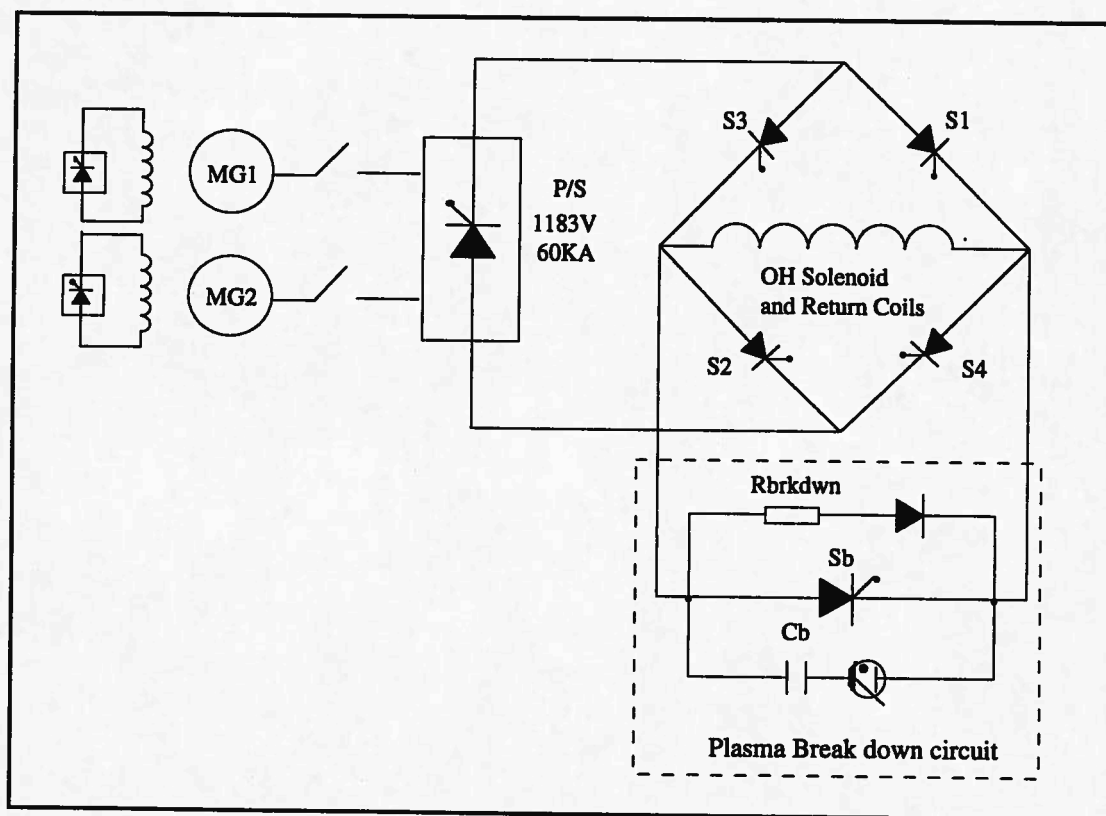 S3
S1
MG1
P/S
1183V
60KA
MG2
OH Solenoid
and Return Coils
S2
S4
Rbrkdwn
Sb
Cb
Plasma Break down circuit